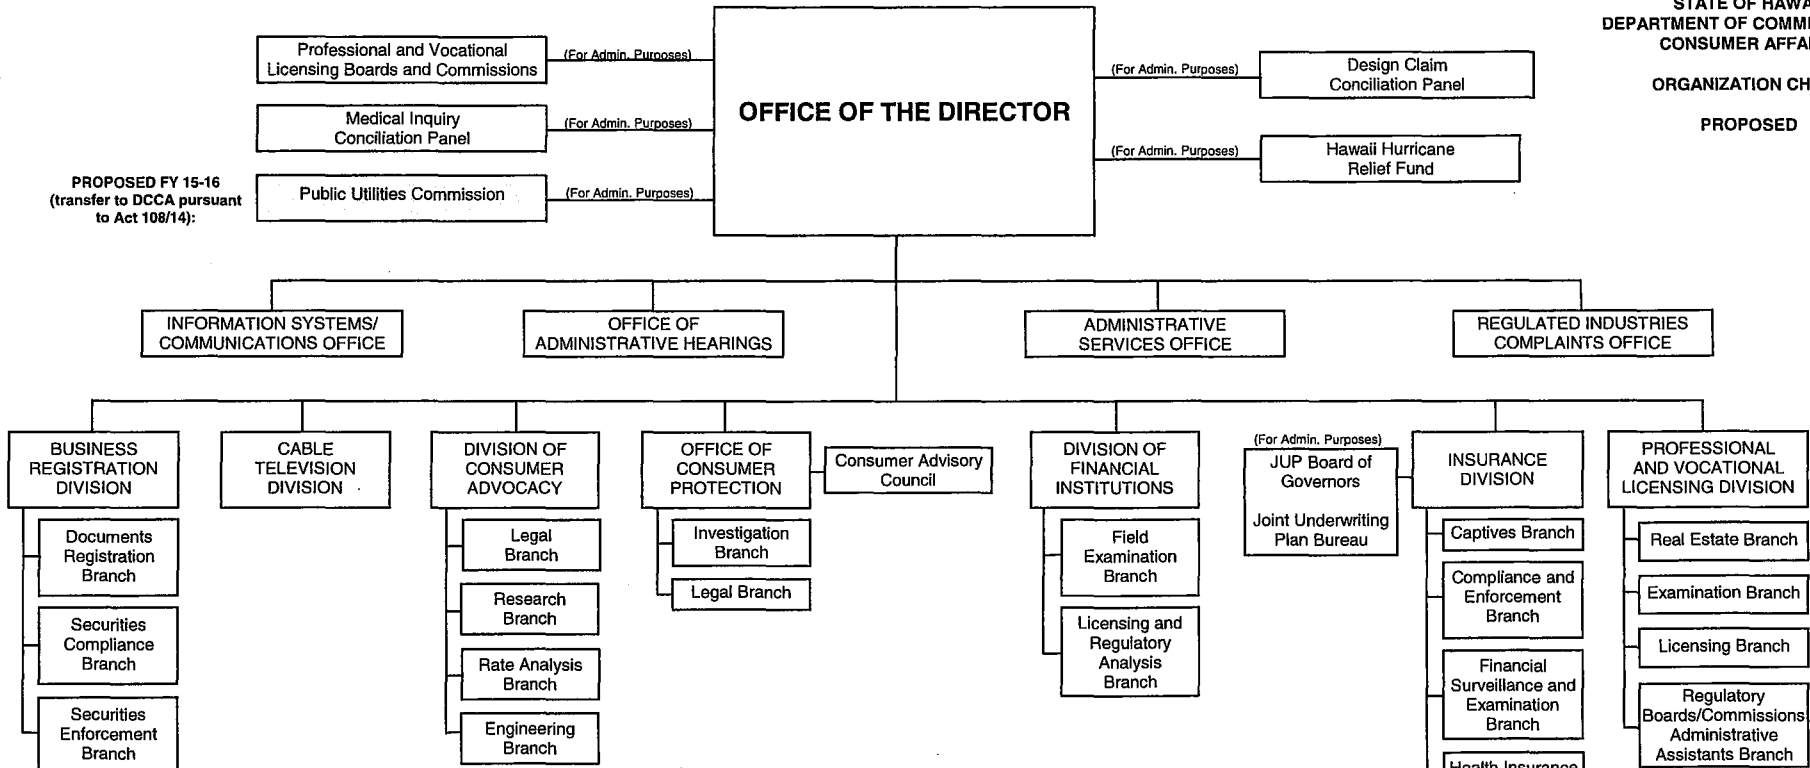 STATE OF HAWA
DEPARTMENT OF COMM
CONSUMER AFFAI
ORGANIZATION CH
PROPOSED
OFFICE OF THE DIRECTOR
Professional and Vocational
Licensing Boards and Commissions
(For Admin. Purposes)
Medical Inquiry
Conciliation Panel
(For Admin. Purposes)
PROPOSED FY 15-16
(transfer to DCCA pursuant
to Act 108/14):
Public Utilities Commission
(For Admin. Purposes)
(For Admin. Purposes)
Design Claim
Conciliation Panel
(For Admin. Purposes)
Hawaii Hurricane
Relief Fund
INFORMATION SYSTEMS/
COMMUNICATIONS OFFICE
OFFICE OF
ADMINISTRATIVE HEARINGS
ADMINISTRATIVE
SERVICES OFFICE
REGULATED INDUSTRIES
COMPLAINTS OFFICE
BUSINESS
REGISTRATION
DIVISION
Documents
Registration
Branch
Securities
Compliance
Branch
Securities
Enforcement
Branch
CABLE
TELEVISION
DIVISION
DIVISION OF
CONSUMER
ADVOCACY
Legal
Branch
Research
Branch
Rate Analysis
Branch
Engineering
Branch
OFFICE OF
CONSUMER
PROTECTION
Consumer Advisory
Council
Investigation
Branch
Legal Branch
DIVISION OF
FINANCIAL
INSTITUTIONS
Field
Examination
Branch
Licensing and
Regulatory
Analysis
Branch
(For Admin. Purposes)
JUP Board of
Governors
Joint Underwriting
Plan Bureau
INSURANCE
DIVISION
Captives Branch
Compliance and
Enforcement
Branch
Financial
Surveillance and
Examination
Branch
Health Insurance
PROFESSIONAL
AND VOCATIONAL
LICENSING DIVISION
Real Estate Branch
Examination Branch
Licensing Branch
Regulatory
Boards/Commissions
Administrative
Assistants Branch